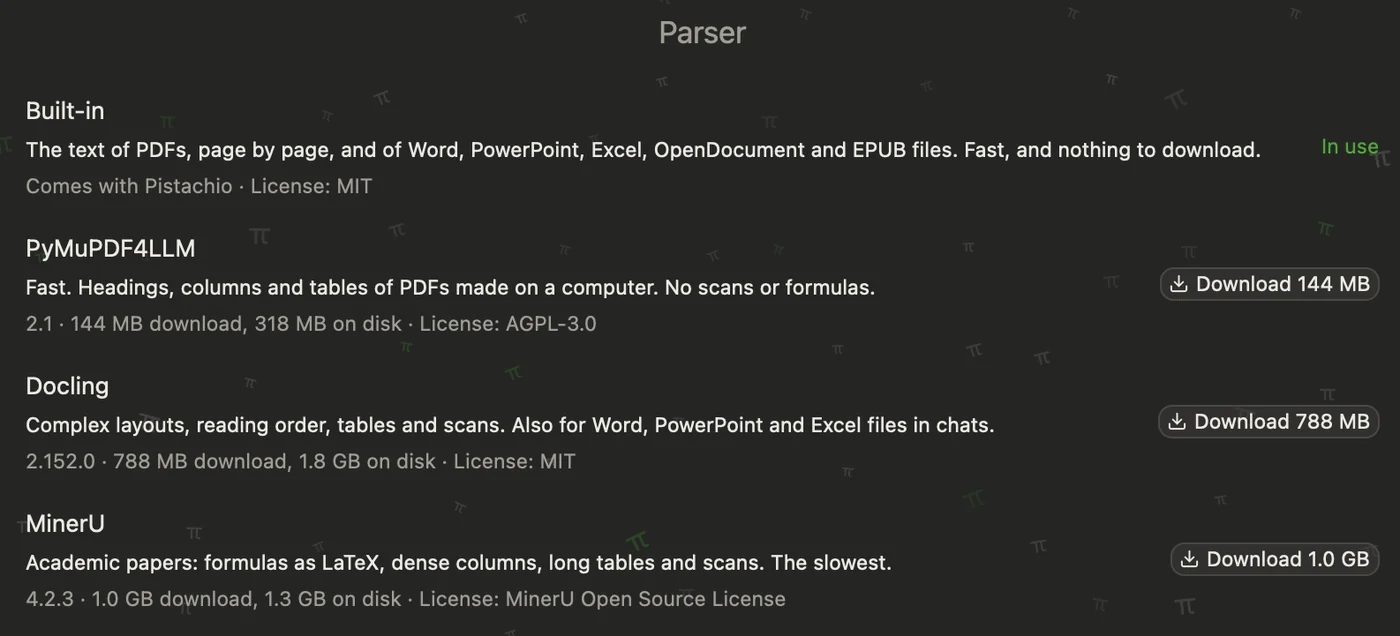 Parser
Built-in
The text of PDFs, page by page, and of Word, PowerPoint, Excel, OpenDocument and EPUB files. Fast, and nothing to download.
In use
Comes with Pistachio · License: MIT
PyMuPDF4LLM
Fast. Headings, columns and tables of PDFs made on a computer. No scans or formulas.
Download 144 MB
2.1 · 144 MB download, 318 MB on disk · License: AGPL-3.0
Docling
Complex layouts, reading order, tables and scans. Also for Word, PowerPoint and Excel files in chats.
Download 788 MB
2.152.0 · 788 MB download, 1.8 GB on disk · License: MIT
MinerU
Academic papers: formulas as LaTeX, dense columns, long tables and scans. The slowest.
Download 1.0 GB
4.2.3 · 1.0 GB download, 1.3 GB on disk · License: MinerU Open Source License